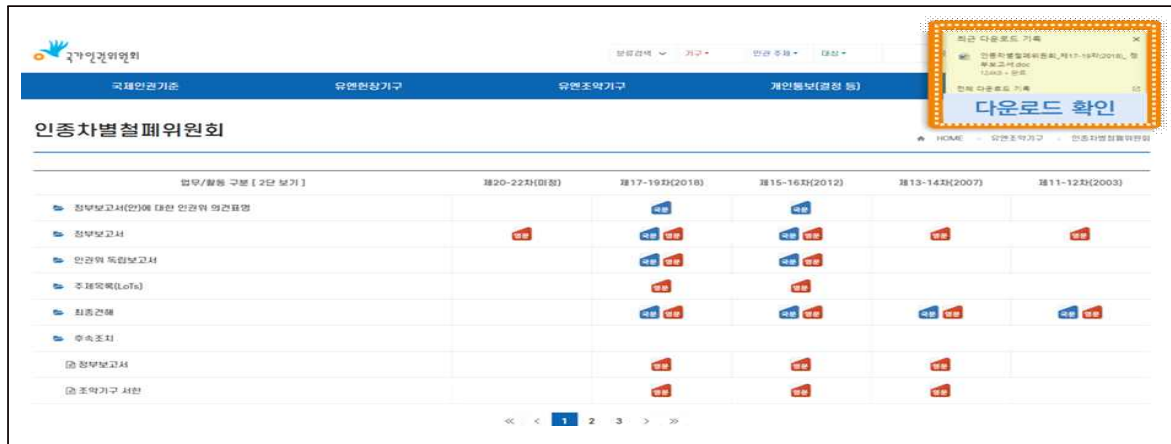 국가인권위원회
분류검색 기구 인권 주제 대상
최근 다운로드 기록
인종차별철폐위원회_제17-19차(2018)_정
부보고서.doc
124KB • 완료
전체 다운로드 기록
다운로드 확인
국제인권기준 유엔헌장기구 유엔조약기구 개인통보(결정 등)
인종차별철폐위원회
HOME 유엔조약기구 인종차별철폐위원회
업무/활동 구분 [ 2단 보기 ] 제20-22차(미정) 제17-19차(2018) 제15-16차(2012) 제13-14차(2007) 제11-12차(2003)
정부보고서(안)에 대한 인권위 의견표명 국문 국문
정부보고서 영문 국문 영문 국문 영문 영문 영문
인권위 독립보고서 국문 영문 국문 영문
주제목록(LoTs) 영문 영문
최종견해 국문 영문 국문 영문 국문 영문 국문 영문
후속조치
정부보고서 영문 영문 영문
조약기구 서한 영문 영문 영문
« < 1 2 3 > »